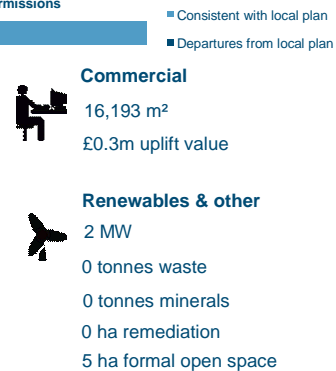 Consistent with local plan
Departures from local plan
Commercial
16,193 m²
£0.3m uplift value
Renewables & other
2 MW
0 tonnes waste
0 tonnes minerals
0 ha remediation
5 ha formal open space